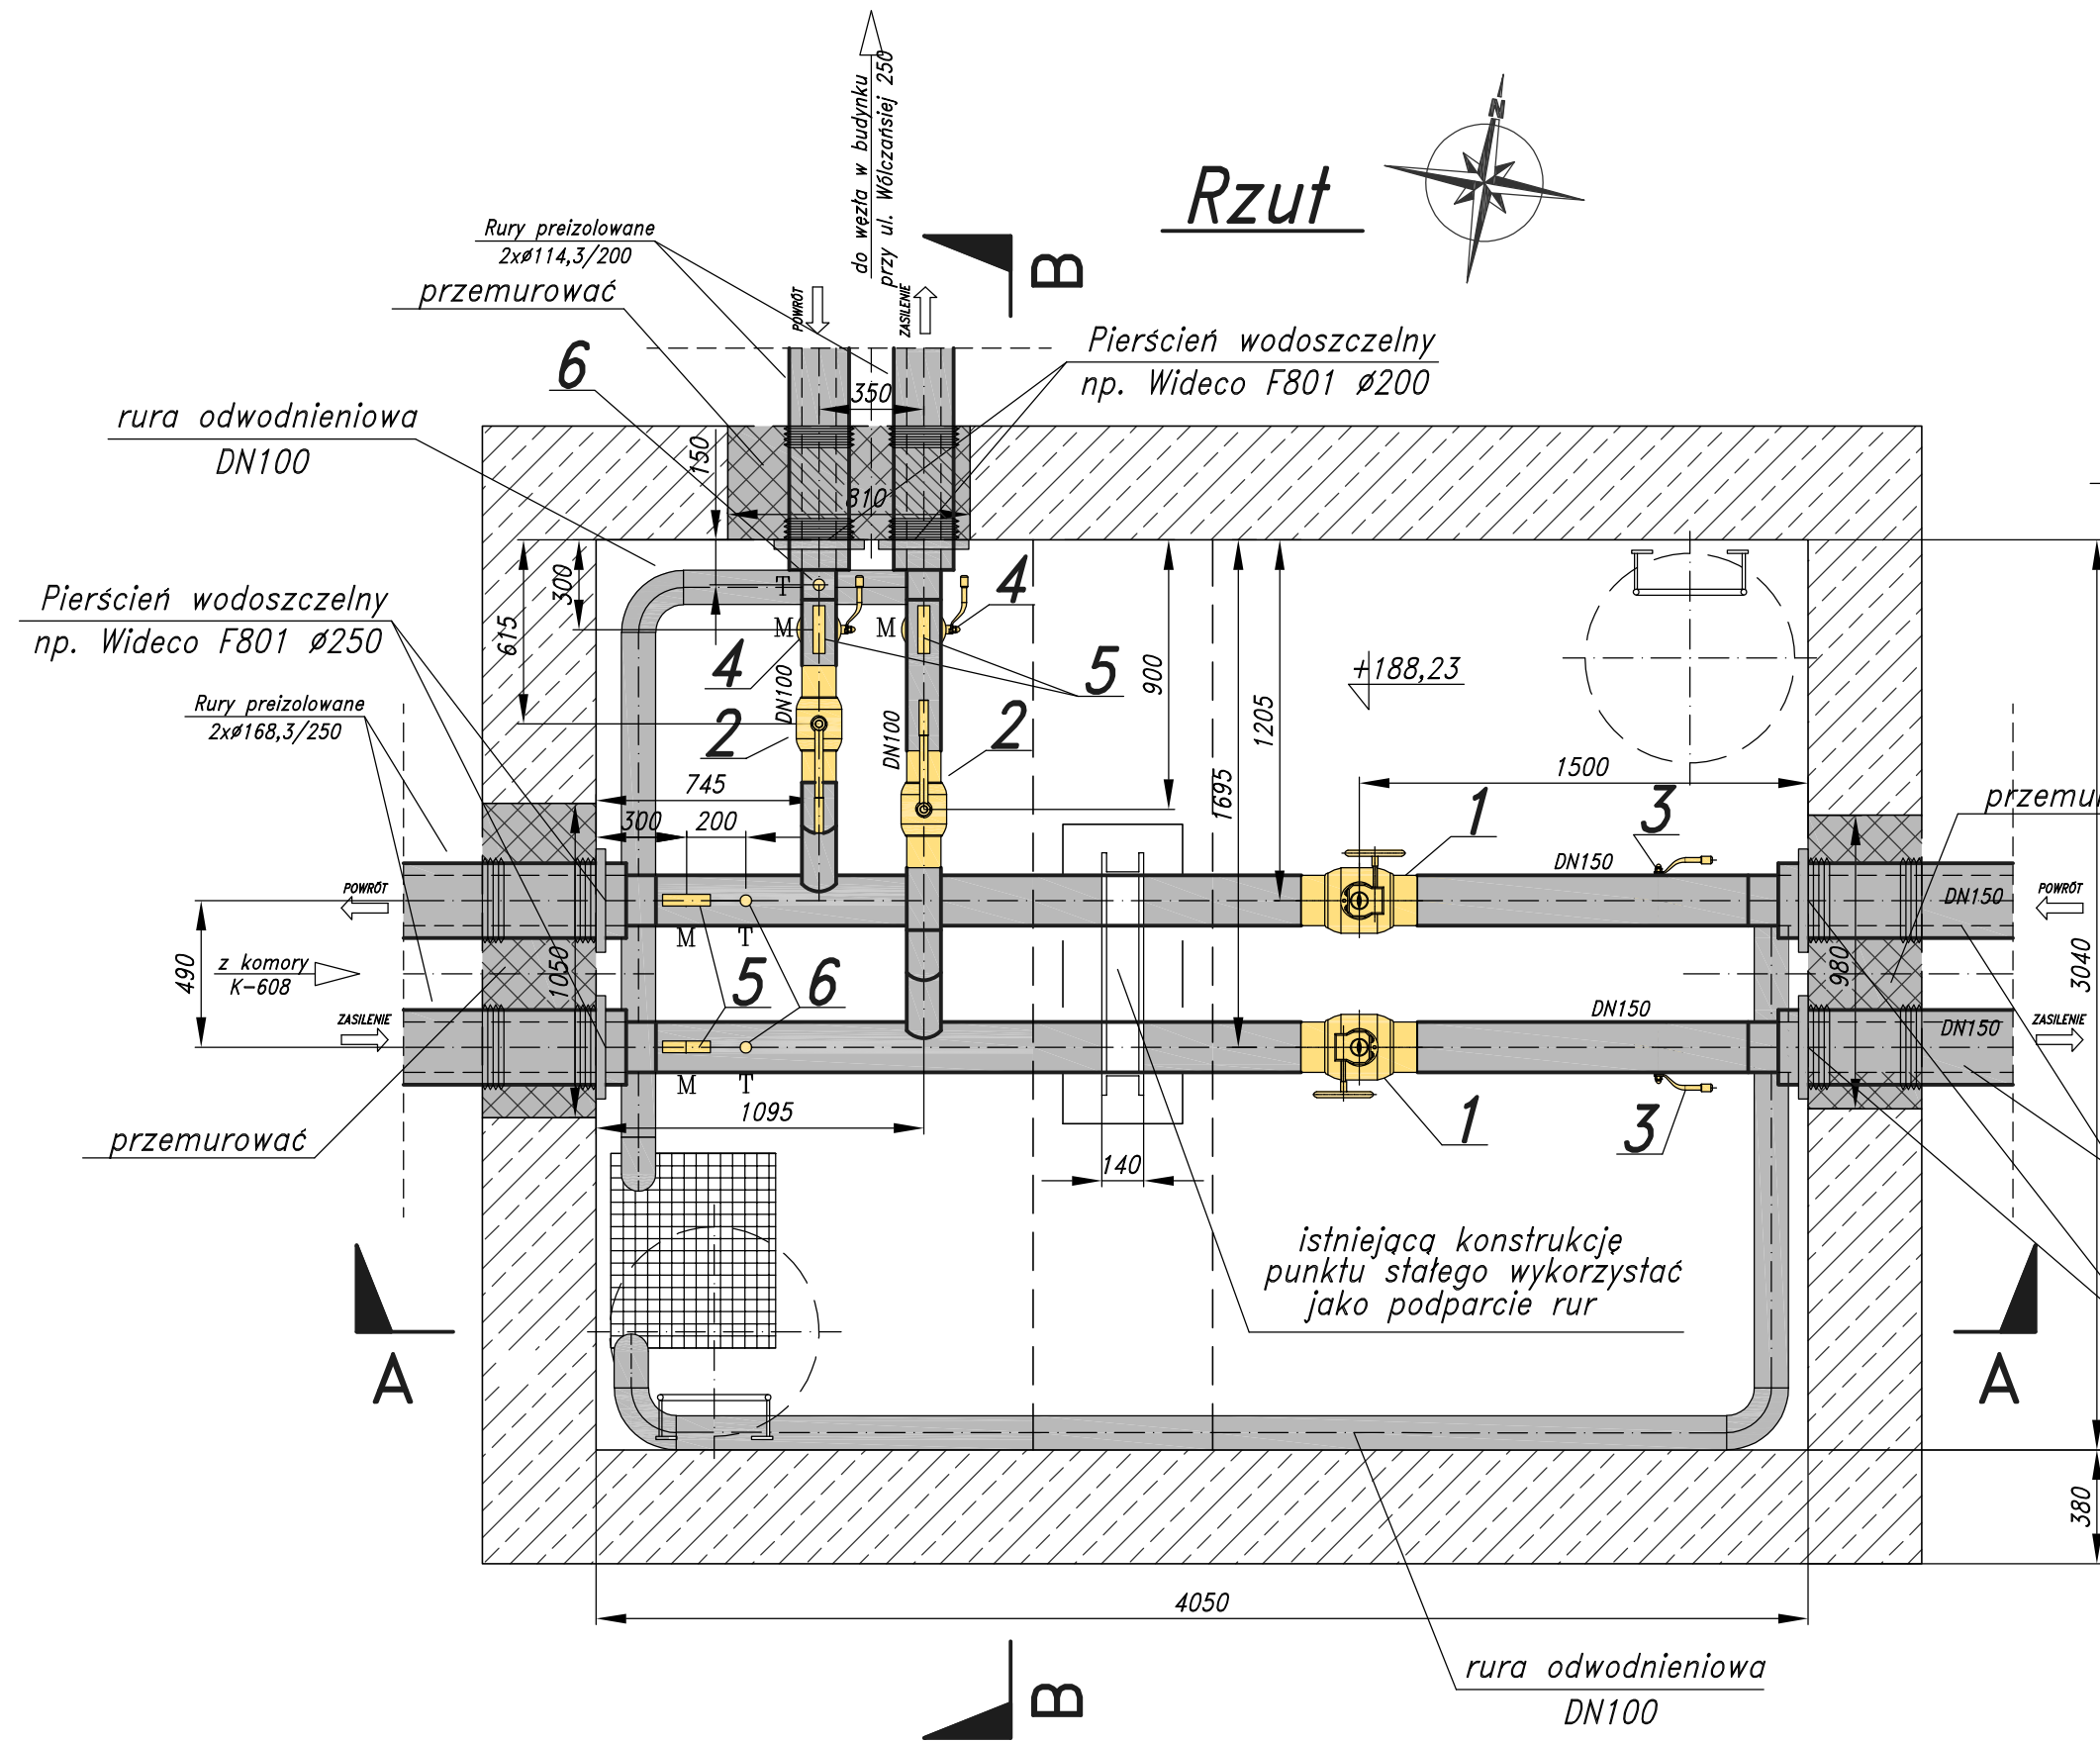 do węzła w budynku
przy ul. Wólczańsiej 250
N
Rzut
B
Rury preizolowane
2xø114,3/200
przemurować
POWRÓT
ZASILENIE
6
350
Pierścień wodoszczelny
np. Wideco F801 ø200
rura odwodnieniowa
DN100
150
810
Pierścień wodoszczelny
np. Wideco F801 ø250
615
300
T
M
M
4
4
5
DN100
DN100
2
2
900
1695
1205
+188,23
Rury preizolowane
2xø168,3/250
745
300
200
1500
1
3
DN150
DN150
POWRÓT
POWRÓT
M
T
5
6
490
z komory
K-608
1050
980
3040
ZASILENIE
ZASILENIE
DN150
DN150
M
T
1095
1
3
przemurować
140
istniejącą konstrukcję
punktu stałego wykorzystać
jako podparcie rur
A
A
380
4050
rura odwodnieniowa
DN100
B